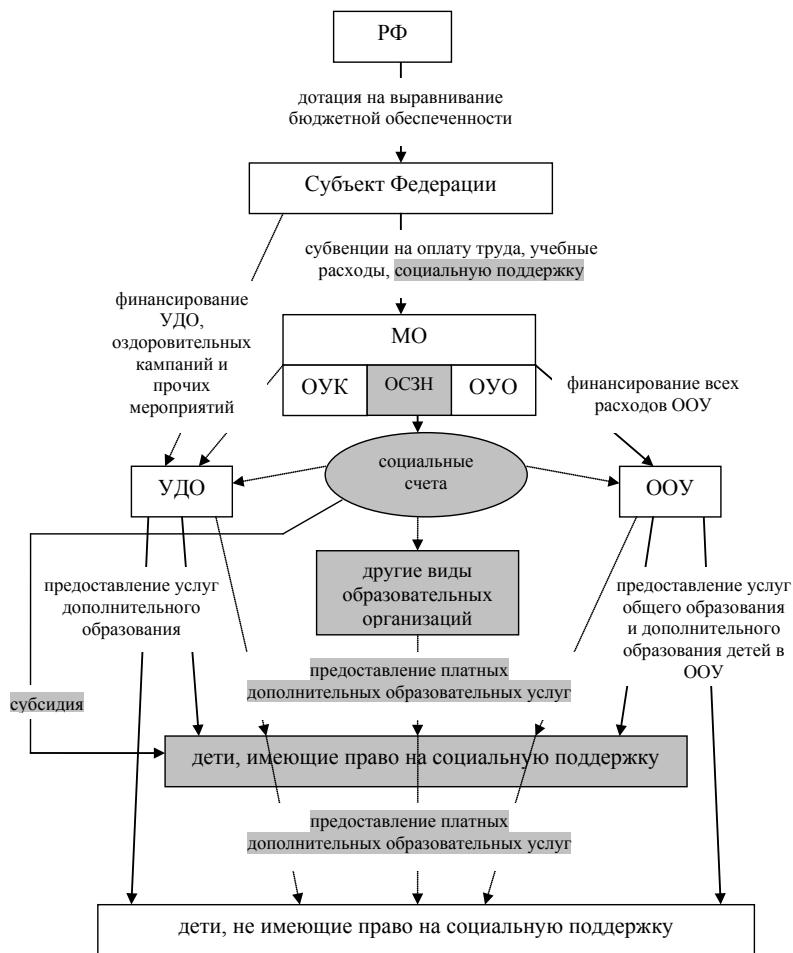 РФ
дотация на выравнивание
бюджетной обеспеченности
Субъект Федерации
субвенции на оплату труда, учебные
расходы, социальную поддержку
финансирование
УДО,
оздоровительных
кампаний и
прочих
мероприятий
МО
ОУК
ОСЗН
ОУО
финансирование всех
расходов ООУ
социальные
счета
УДО
ООУ
другие виды
образовательных
организаций
предоставление услуг
дополнительного
образования
предоставление услуг
общего образования
и дополнительного
образования детей в
ООУ
предоставление платных
дополнительных образовательных услуг
субсидия
дети, имеющие право на социальную поддержку
предоставление платных
дополнительных образовательных услуг
дети, не имеющие право на социальную поддержку